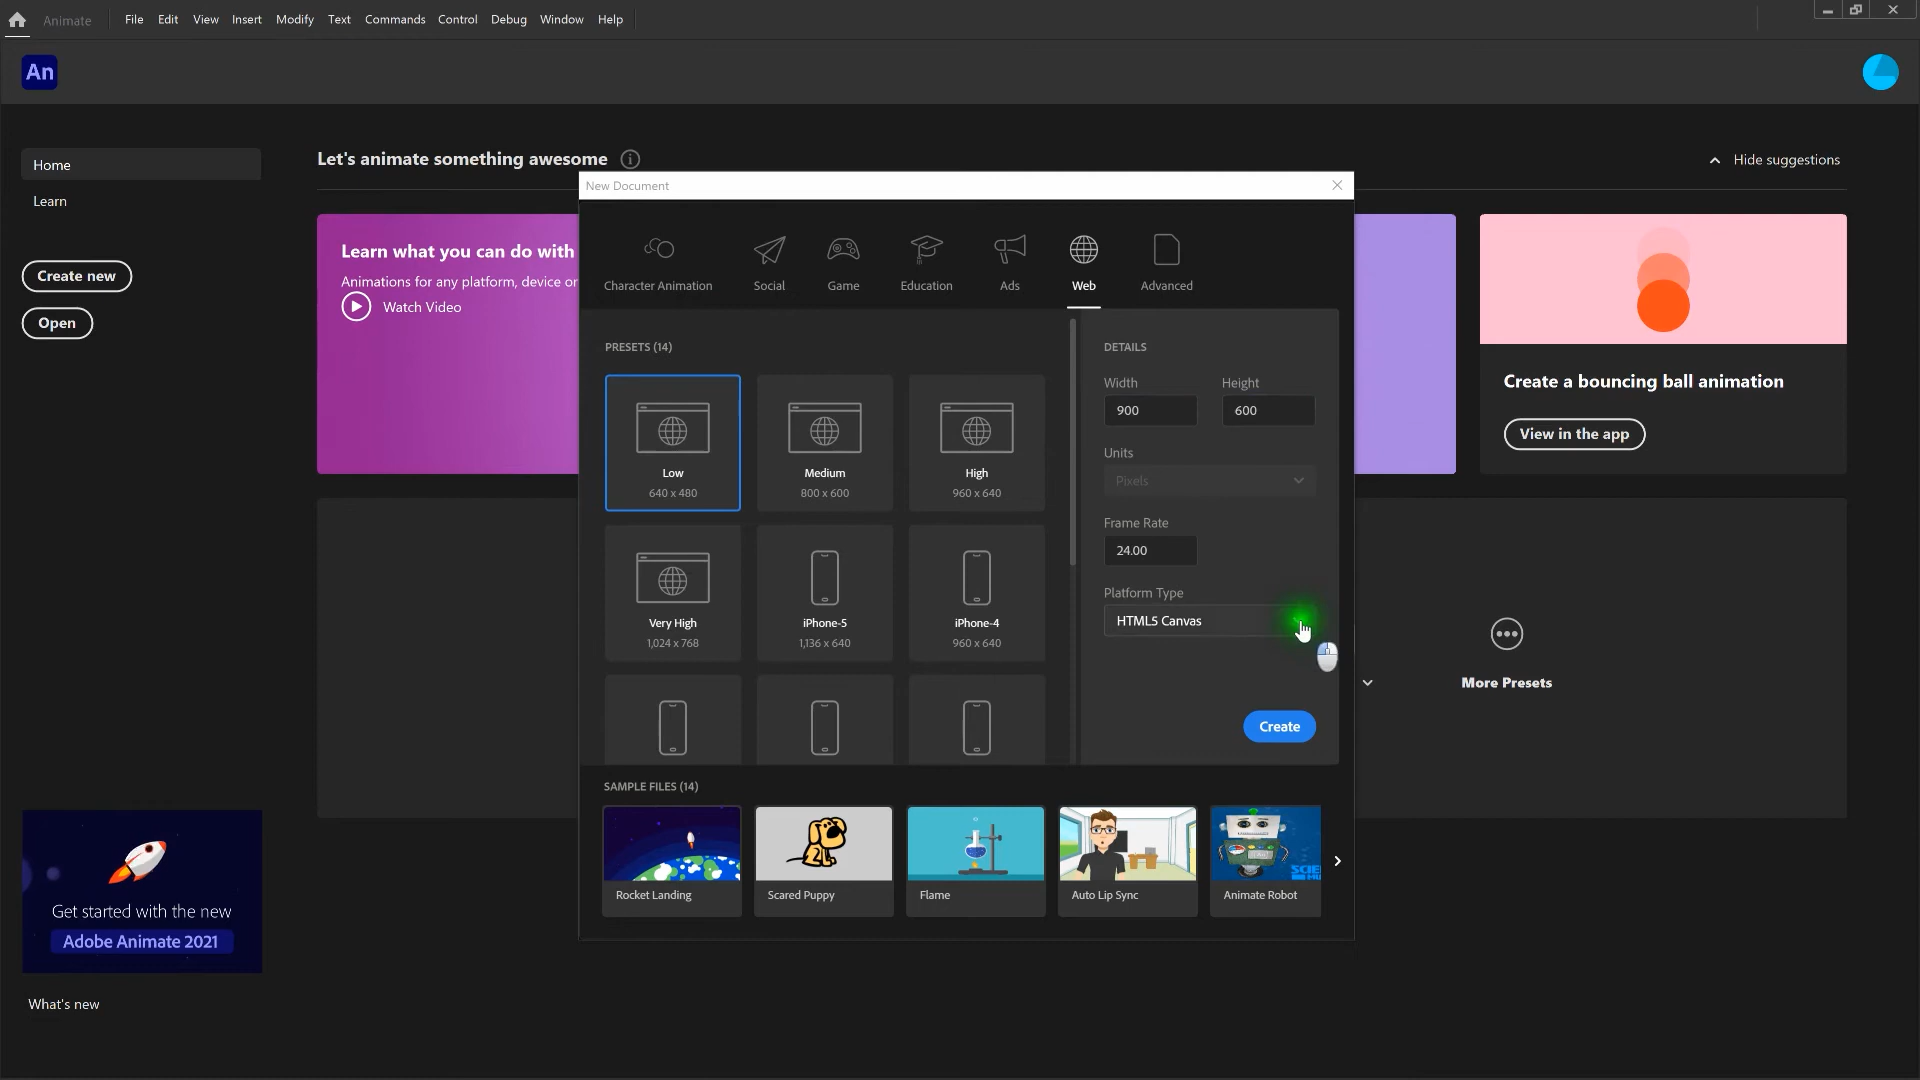 Animate File Edit View Insert Modify Text Commands Control Debug Window Help
An
Home
Learn
Create new
Open
Let's animate something awesome
Hide suggestions
Learn what you can do with
Animations for any platform, device or
Watch Video
Create a bouncing ball animation
View in the app
More Presets
New Document
Character Animation
Social
Game
Education
Ads
Web
Advanced
PRESETS (14)
Low
640 x 480
Medium
800 x 600
High
960 x 640
Very High
1,024 x 768
iPhone-5
1,136 x 640
iPhone-4
960 x 640
DETAILS
Width
Height
900
600
Units
Pixels
Frame Rate
24.00
Platform Type
HTML5 Canvas
Create
SAMPLE FILES (14)
Rocket Landing
Scared Puppy
Flame
Auto Lip Sync
Animate Robot
Get started with the new
Adobe Animate 2021
What's new